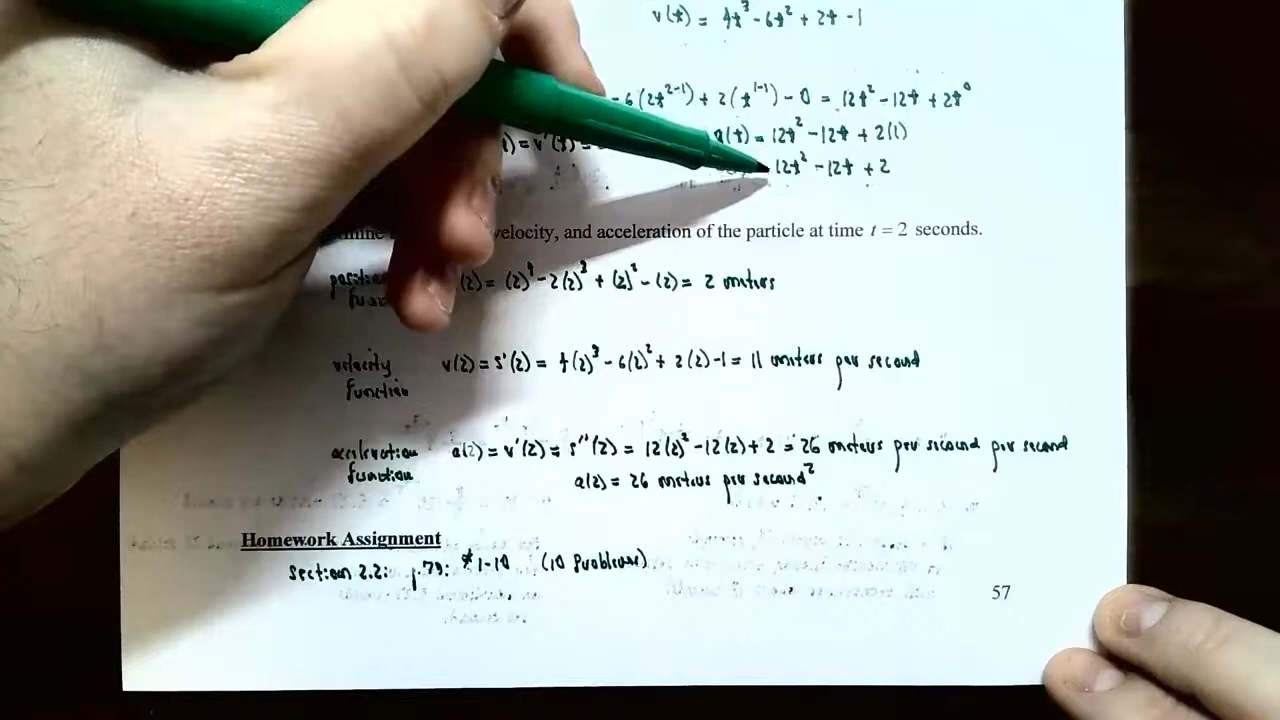 v(t) = 4t³ - 6t² + 2t - 1
- 6(2t²⁻¹) + 2(t¹⁻¹) - 0 = 12t² - 12t + 2t⁰
) = v'(t) = a(t) = 12t² - 12t + 2(1)
12t² - 12t + 2
velocity, and acceleration of the particle at time t = 2 seconds.
(2) = (2)⁴ - 2(2)³ + (2)² - (2) = 2 meters
velocity function v(2) = s'(2) = 4(2)³ - 6(2)² + 2(2) - 1 = 11 meters per second
acceleration function a(2) = v'(2) = s''(2) = 12(2)² - 12(2) + 2 = 26 meters per second per second
a(2) = 26 meters per second²
Homework Assignment
Section 2.2: p.79: #1-10 (10 Problems)
57